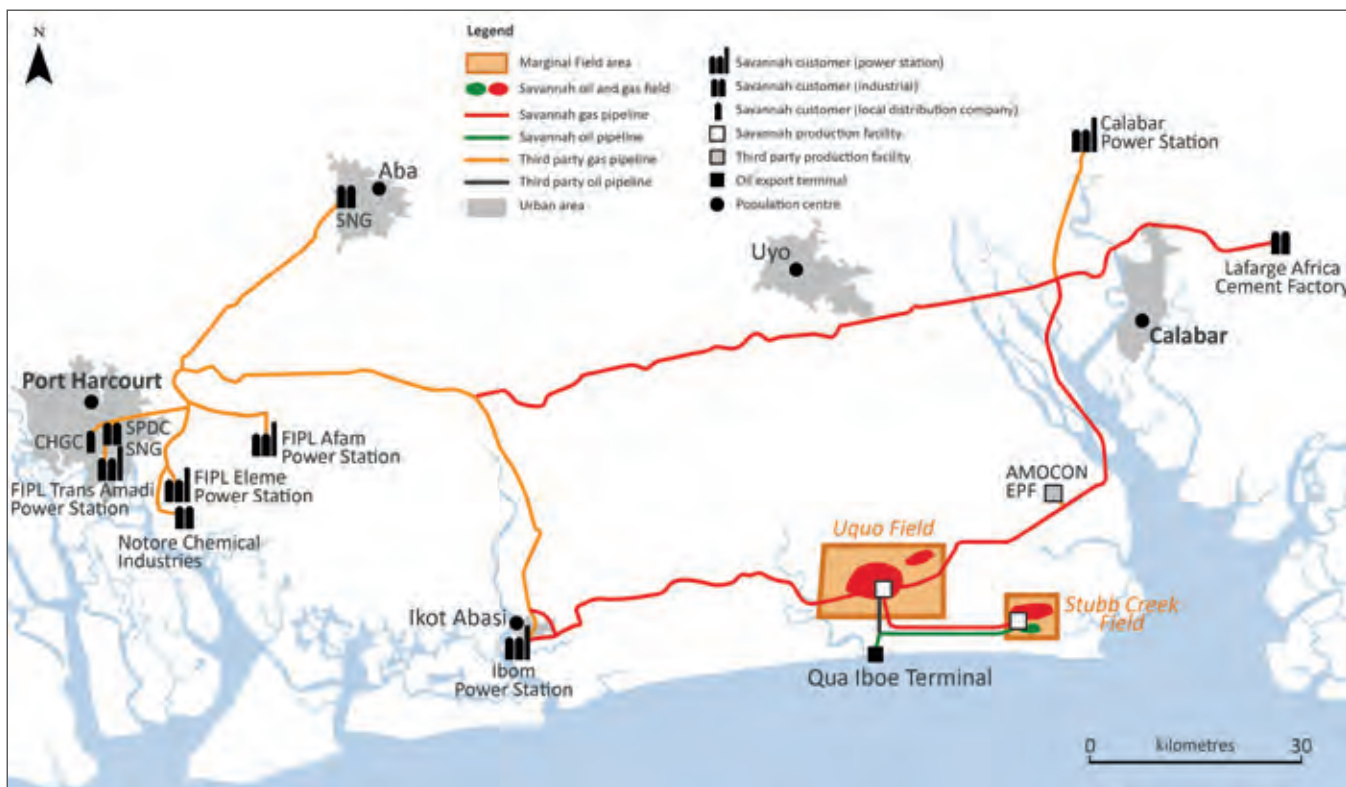 N
Legend
Marginal Field area
Savannah oil and gas field
Savannah gas pipeline
Savannah oil pipeline
Third party gas pipeline
Third party oil pipeline
Urban area
Savannah customer (power station)
Savannah customer (industrial)
Savannah customer (local distribution company)
Savannah production facility
Third party production facility
Oil export terminal
Population centre
Calabar
Power Station
Aba
SNG
Uyo
Lafarge Africa
Cement Factory
Calabar
Port Harcourt
CHGC
SPDC
SNG
FIPL Afam
Power Station
FIPL Trans Amadi
Power Station
FIPL Eleme
Power Station
Notore Chemical
Industries
AMOCON
EPF
Uquo Field
Stubb Creek
Field
Ikot Abasi
Ibom
Power Station
Qua Iboe Terminal
0 kilometres 30